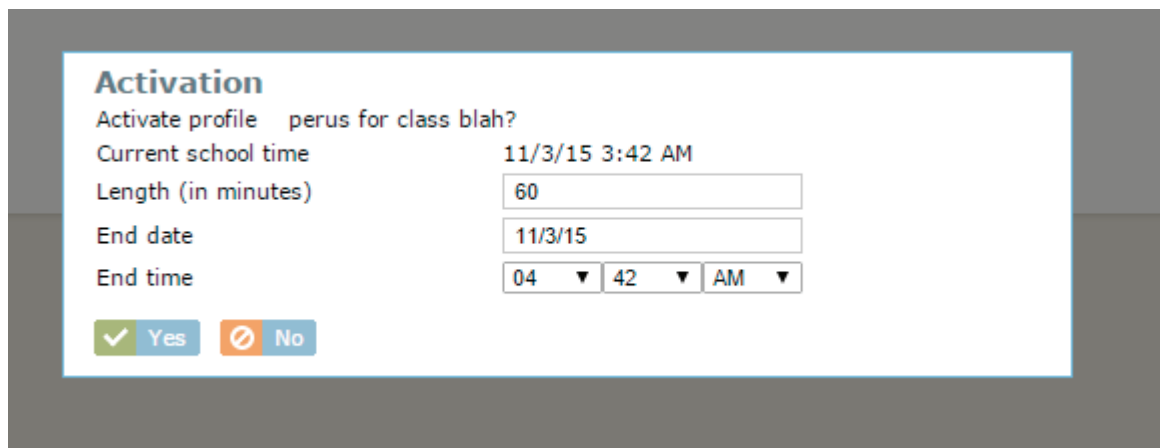 Activation
Activate profile perus for class blah?
Current school time 11/3/15 3:42 AM
Length (in minutes) 60
End date 11/3/15
End time 04 42 AM
Yes No